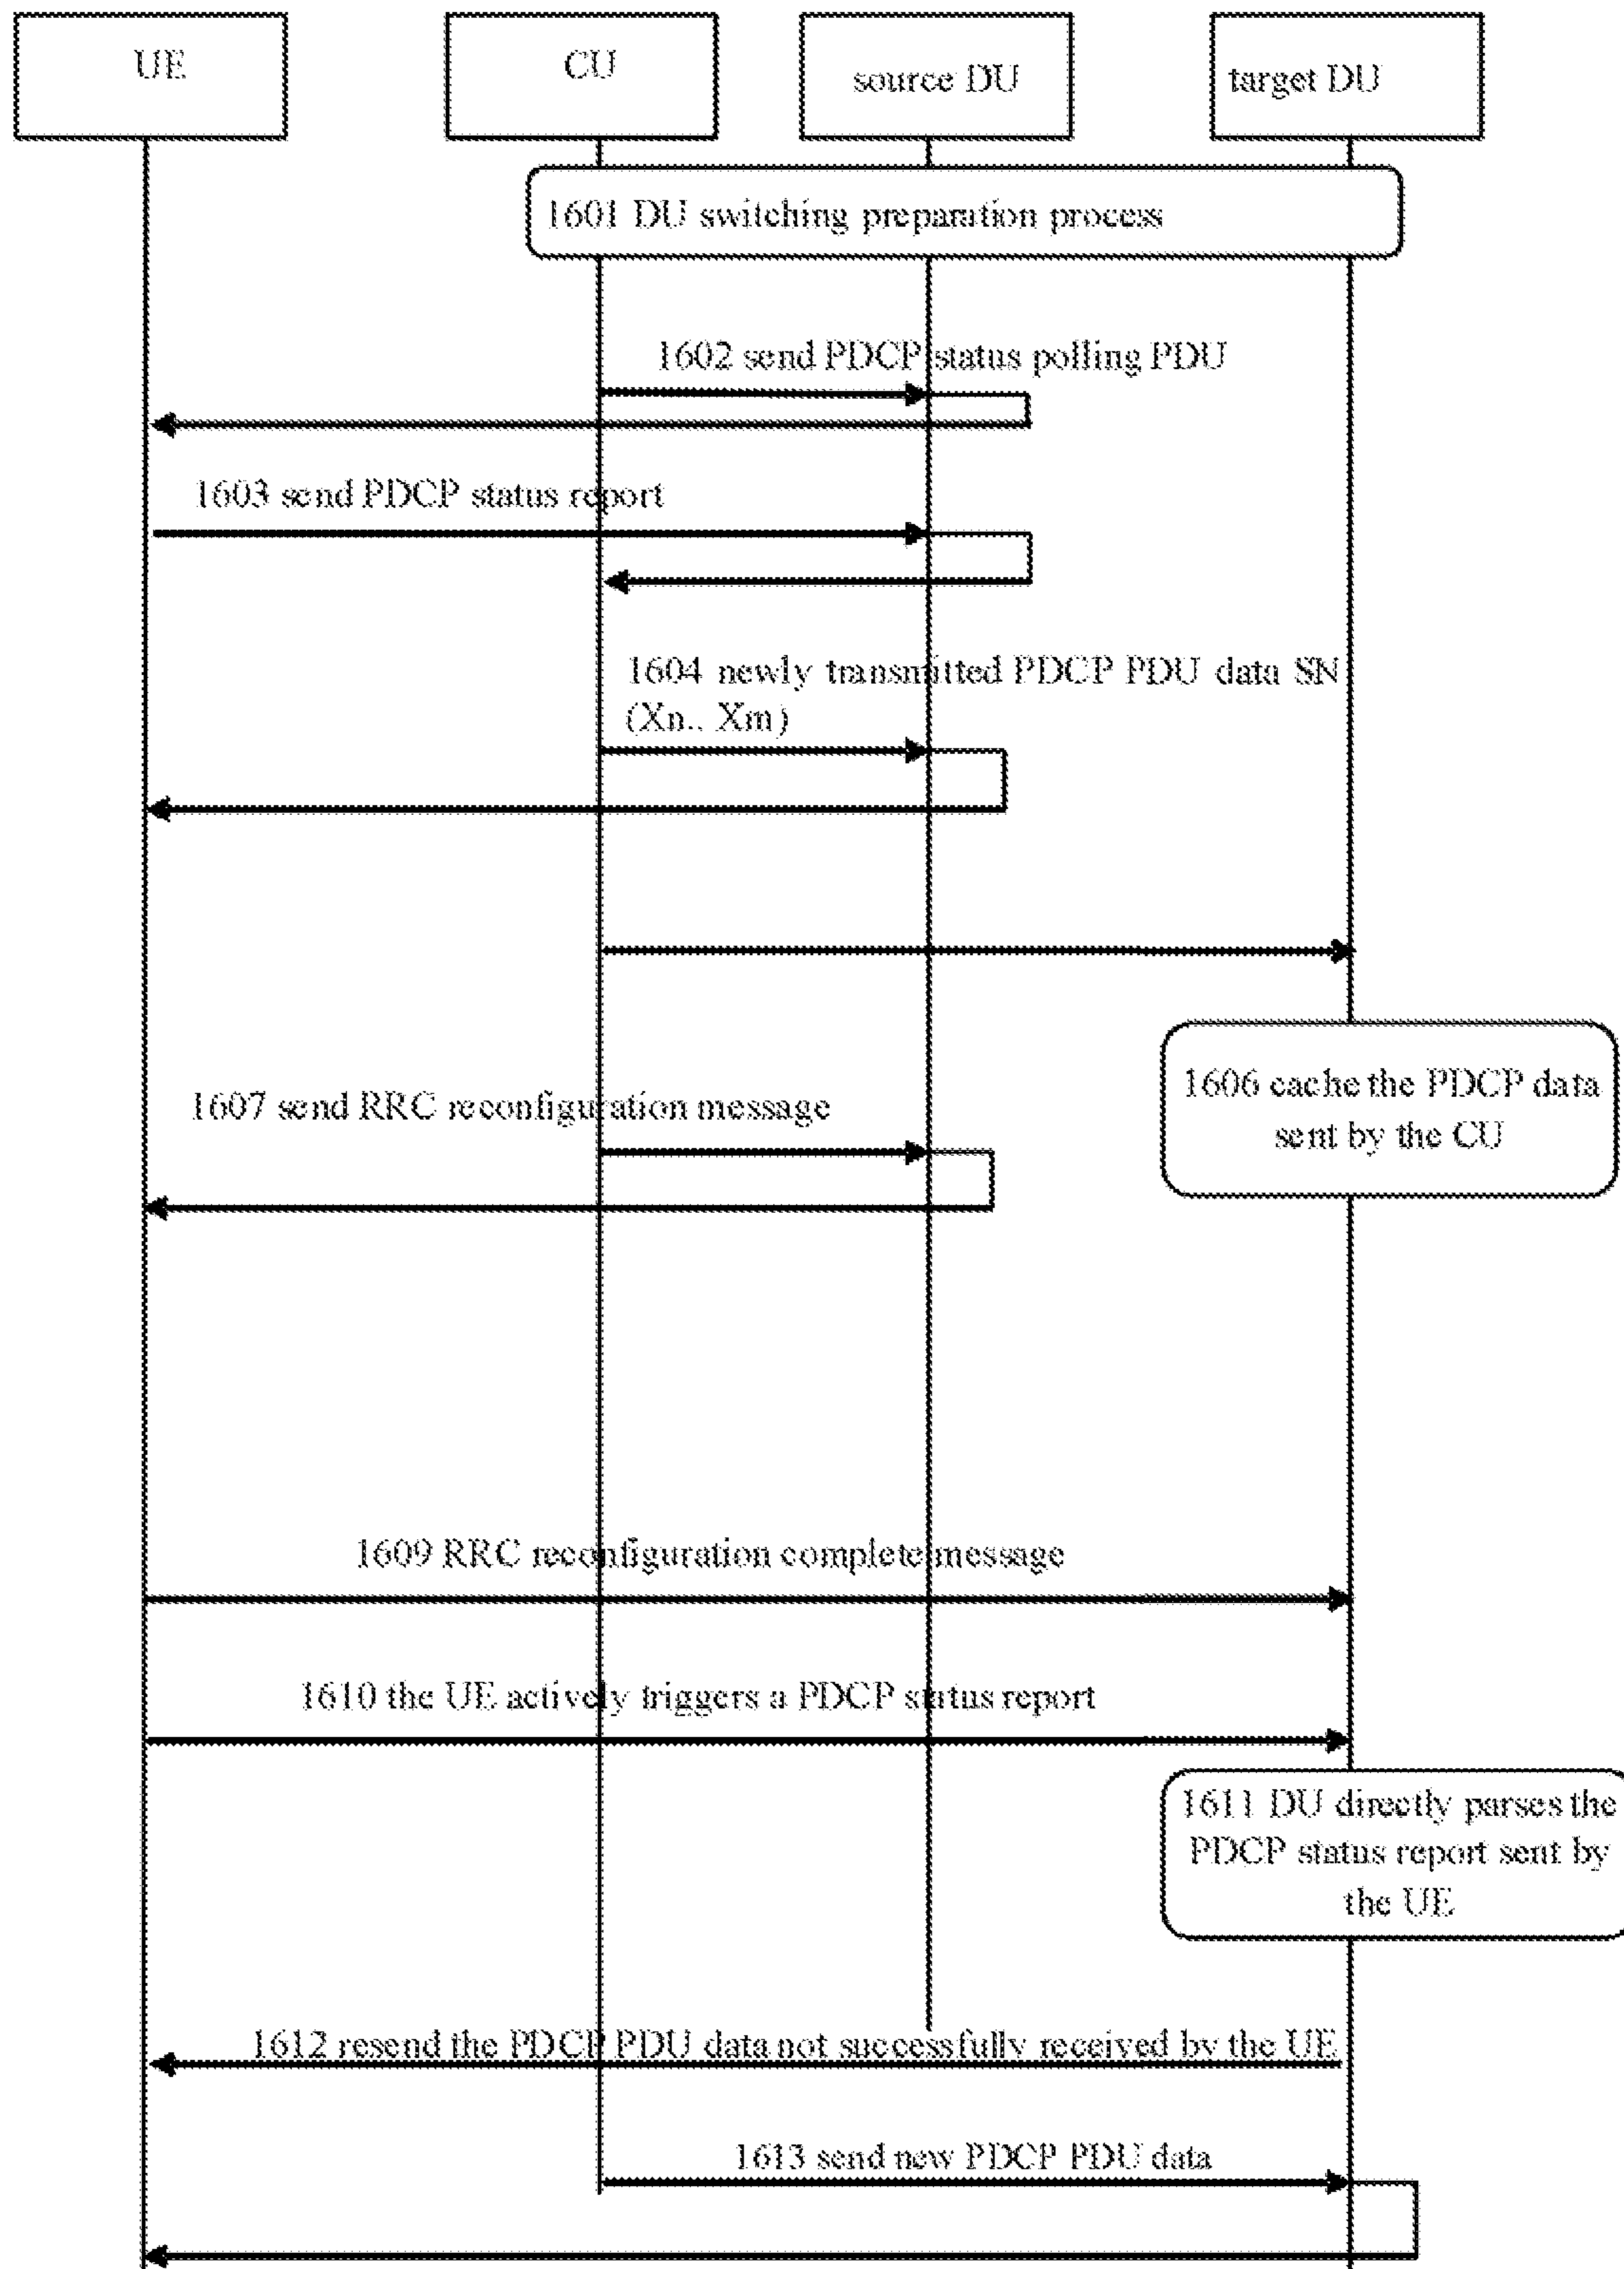 UE
CU
source DU
target DU
1601 DU switching preparation process
1602 send PDCP status polling PDU
1603 send PDCP status report
1604 newly transmitted PDCP PDU data SN
(Xn., Xm)
1606 cache the PDCP data
sent by the CU
1607 send RRC reconfiguration message
1609 RRC reconfiguration complete message
1610 the UE actively triggers a PDCP status report
1611 DU directly parses the
PDCP status report sent by
the UE
1612 resend the PDCP PDU data not successfully received by the UE
1613 send new PDCP PDU data